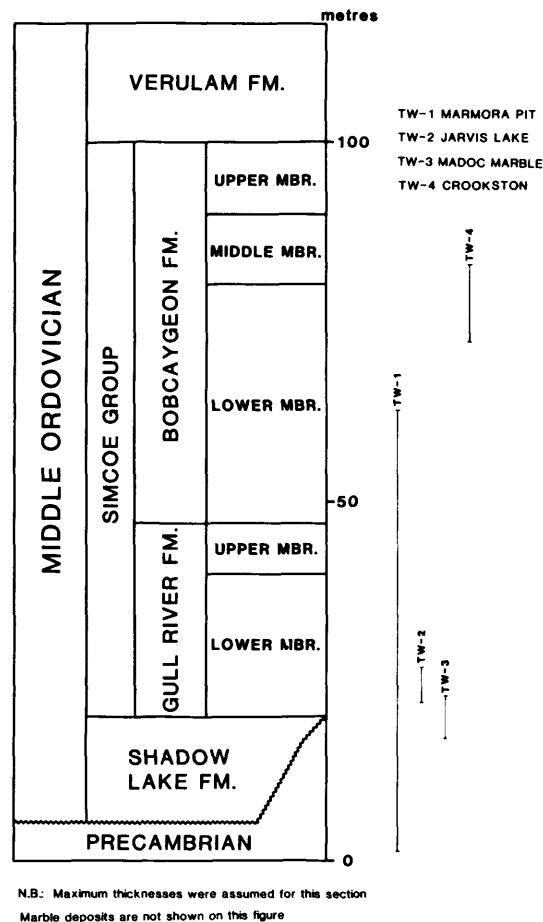 metres
VERULAM FM.
100
TW-1 MARMORA PIT
TW-2 JARVIS LAKE
TW-3 MADOC MARBLE
TW-4 CROOKSTON
MIDDLE ORDOVICIAN
SIMCOE GROUP
BOBCAYGEON FM.
UPPER MBR.
MIDDLE MBR.
LOWER MBR.
50
GULL RIVER FM.
UPPER MBR.
LOWER MBR.
TW-4
TW-1
TW-2
TW-3
SHADOW
LAKE FM.
PRECAMBRIAN
0
N.B.: Maximum thicknesses were assumed for this section
Marble deposits are not shown on this figure